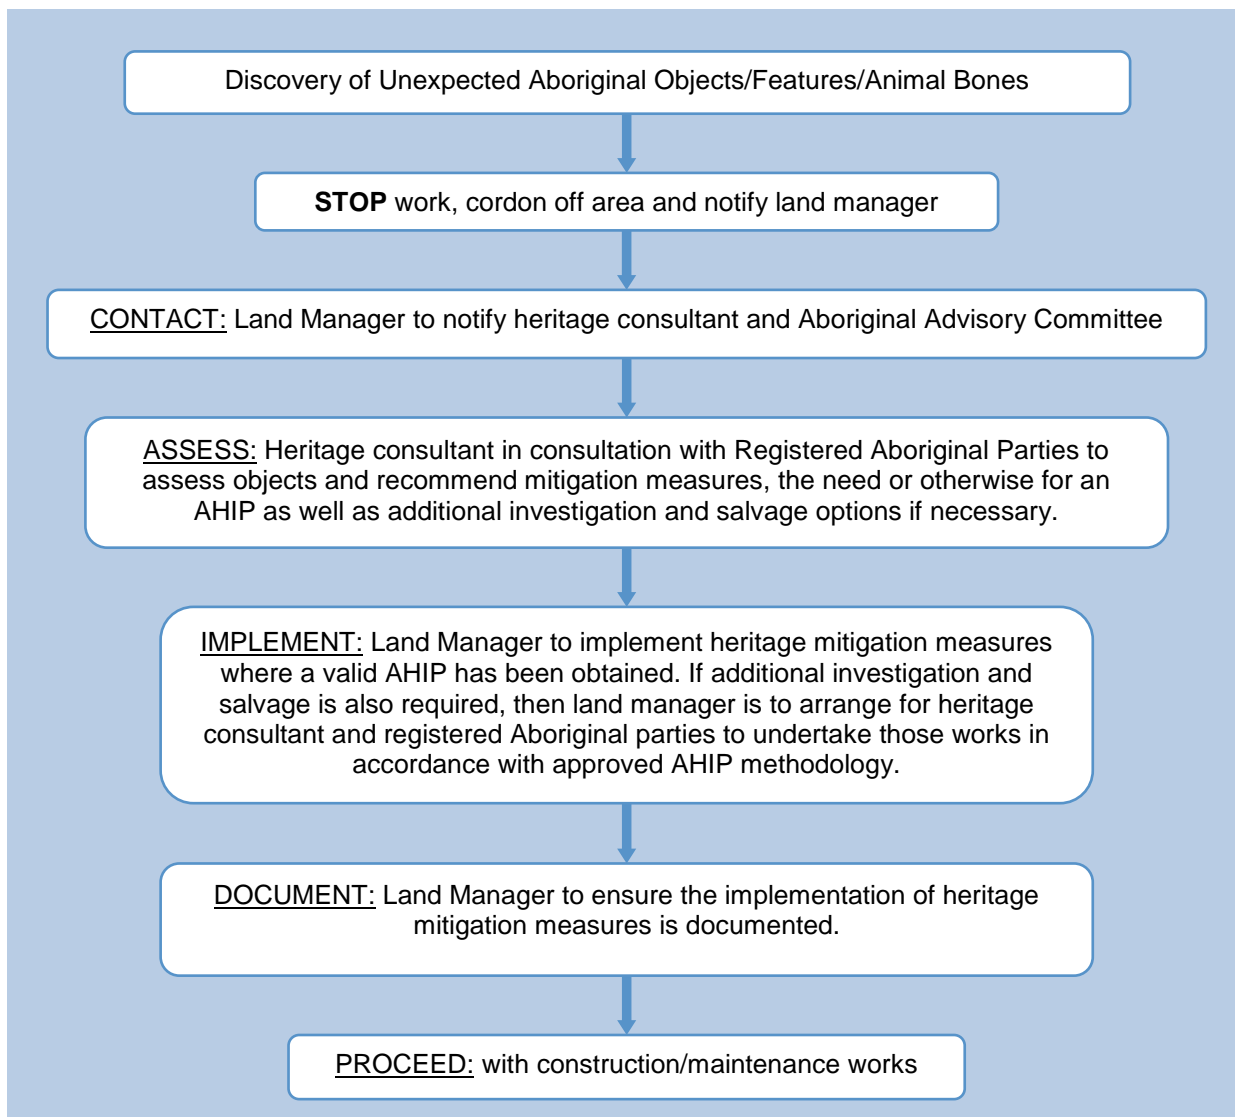 Discovery of Unexpected Aboriginal Objects/Features/Animal Bones
STOP work, cordon off area and notify land manager
CONTACT: Land Manager to notify heritage consultant and Aboriginal Advisory Committee
ASSESS: Heritage consultant in consultation with Registered Aboriginal Parties to
assess objects and recommend mitigation measures, the need or otherwise for an
AHIP as well as additional investigation and salvage options if necessary.
IMPLEMENT: Land Manager to implement heritage mitigation measures
where a valid AHIP has been obtained. If additional investigation and
salvage is also required, then land manager is to arrange for heritage
consultant and registered Aboriginal parties to undertake those works in
accordance with approved AHIP methodology.
DOCUMENT: Land Manager to ensure the implementation of heritage
mitigation measures is documented.
PROCEED: with construction/maintenance works